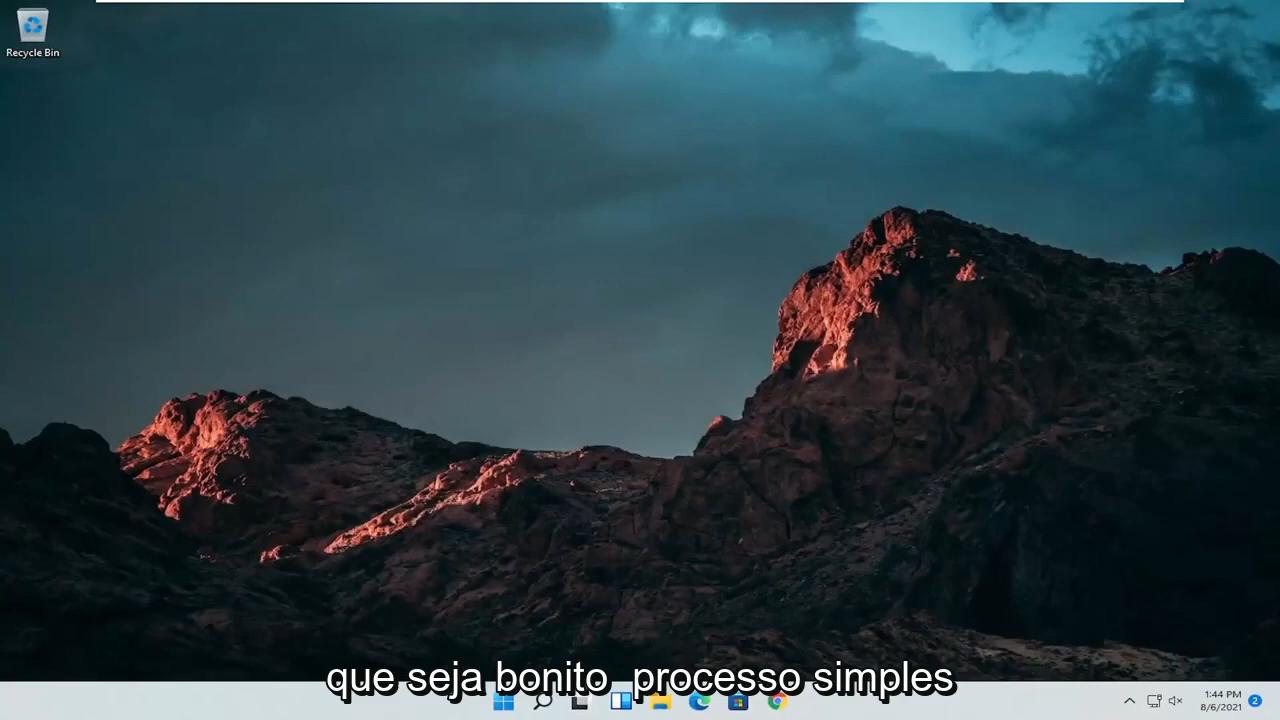 Recycle Bin
que seja bonito  processo simples
1:44 PM
8/6/2021
2